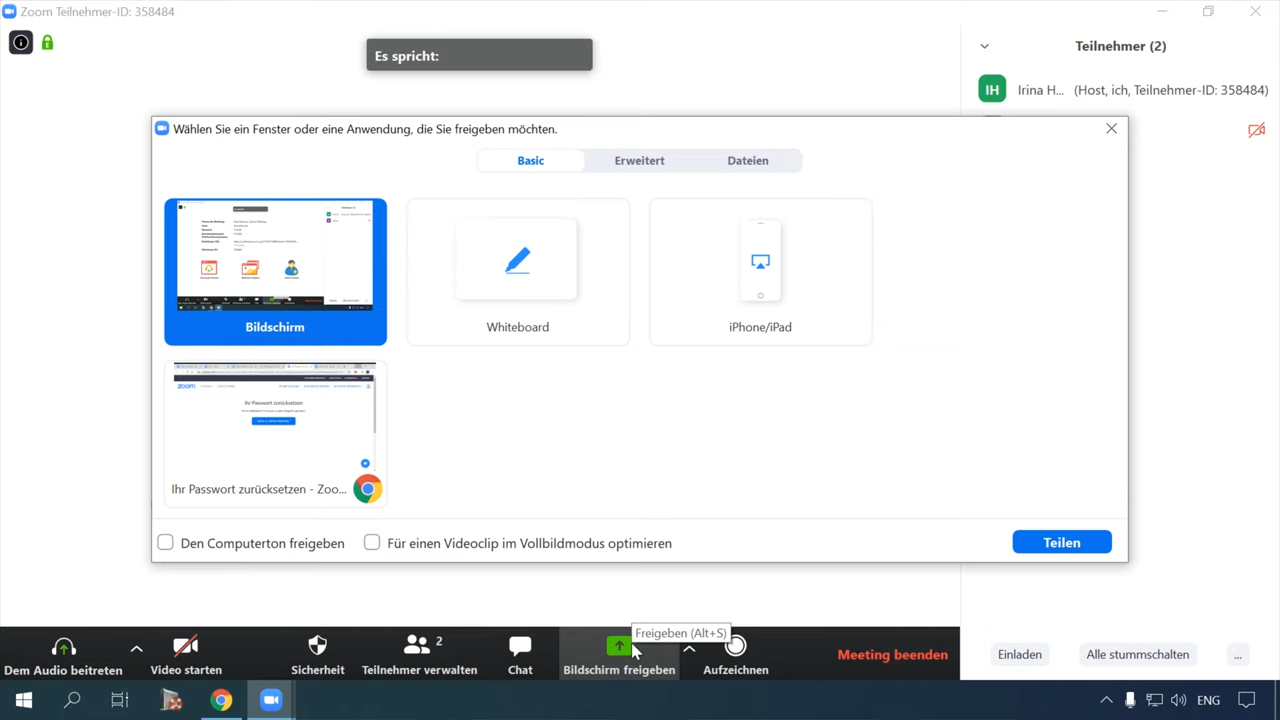 Zoom Teilnehmer-ID: 358484
Es spricht:
Teilnehmer (2)
IH Irina H... (Host, ich, Teilnehmer-ID: 358484)
Wählen Sie ein Fenster oder eine Anwendung, die Sie freigeben möchten.
Basic Erweitert Dateien
Bildschirm
Whiteboard
iPhone/iPad
zoom
Ihr Passwort zurücksetzen
Ihr Passwort zurücksetzen - Zoo...
Den Computerton freigeben
Für einen Videoclip im Vollbildmodus optimieren
Teilen
Freigeben (Alt+S)
Dem Audio beitreten
Video starten
Sicherheit
2
Teilnehmer verwalten
Chat
Bildschirm freigeben
Aufzeichnen
Meeting beenden
Einladen
Alle stummschalten
...
ENG